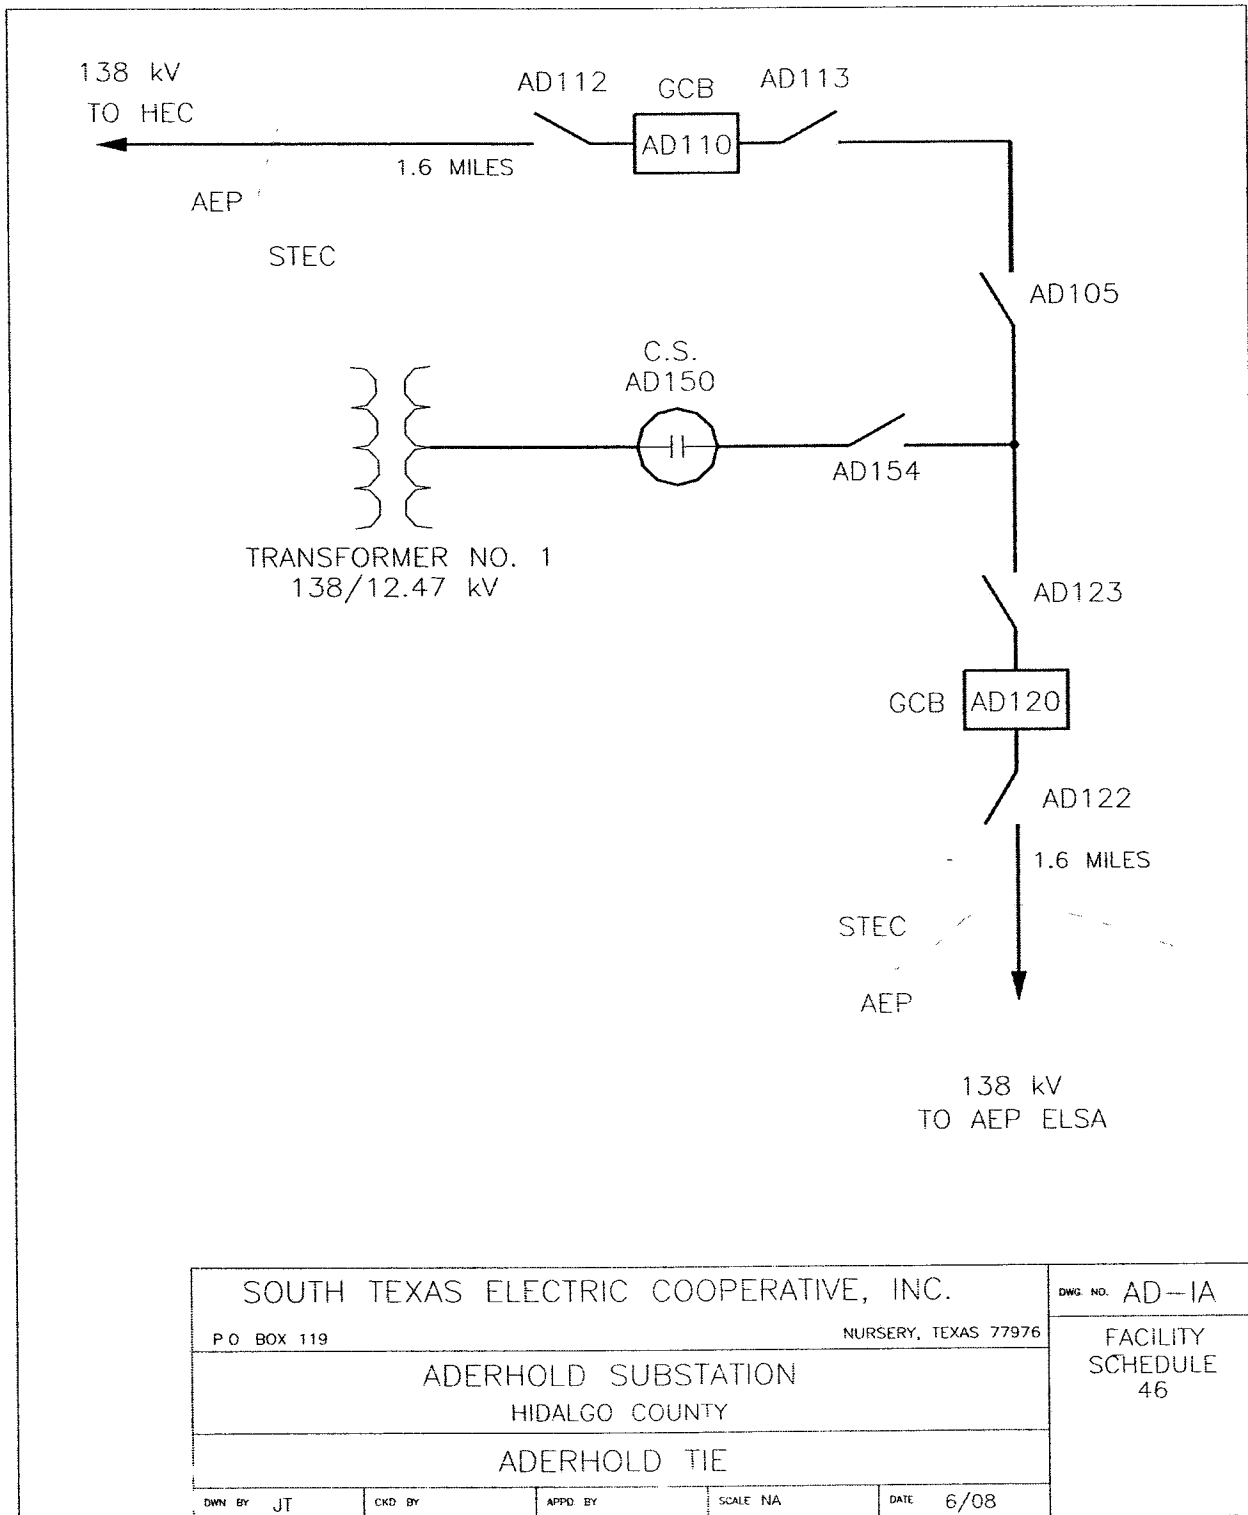 138 kV
TO HEC
AD112
GCB
AD113
AD110
1.6 MILES
AEP
STEC
AD105
C.S.
AD150
AD154
TRANSFORMER NO. 1
138/12.47 kV
AD123
GCB
AD120
AD122
1.6 MILES
STEC
AEP
138 kV
TO AEP ELSA
SOUTH TEXAS ELECTRIC COOPERATIVE, INC.
P O BOX 119
NURSERY, TEXAS 77976
DWG. NO. AD-1A
FACILITY
SCHEDULE
46
ADERHOLD SUBSTATION
HIDALGO COUNTY
ADERHOLD TIE
DWN BY JT
CKD BY
APPD BY
SCALE NA
DATE 6/08